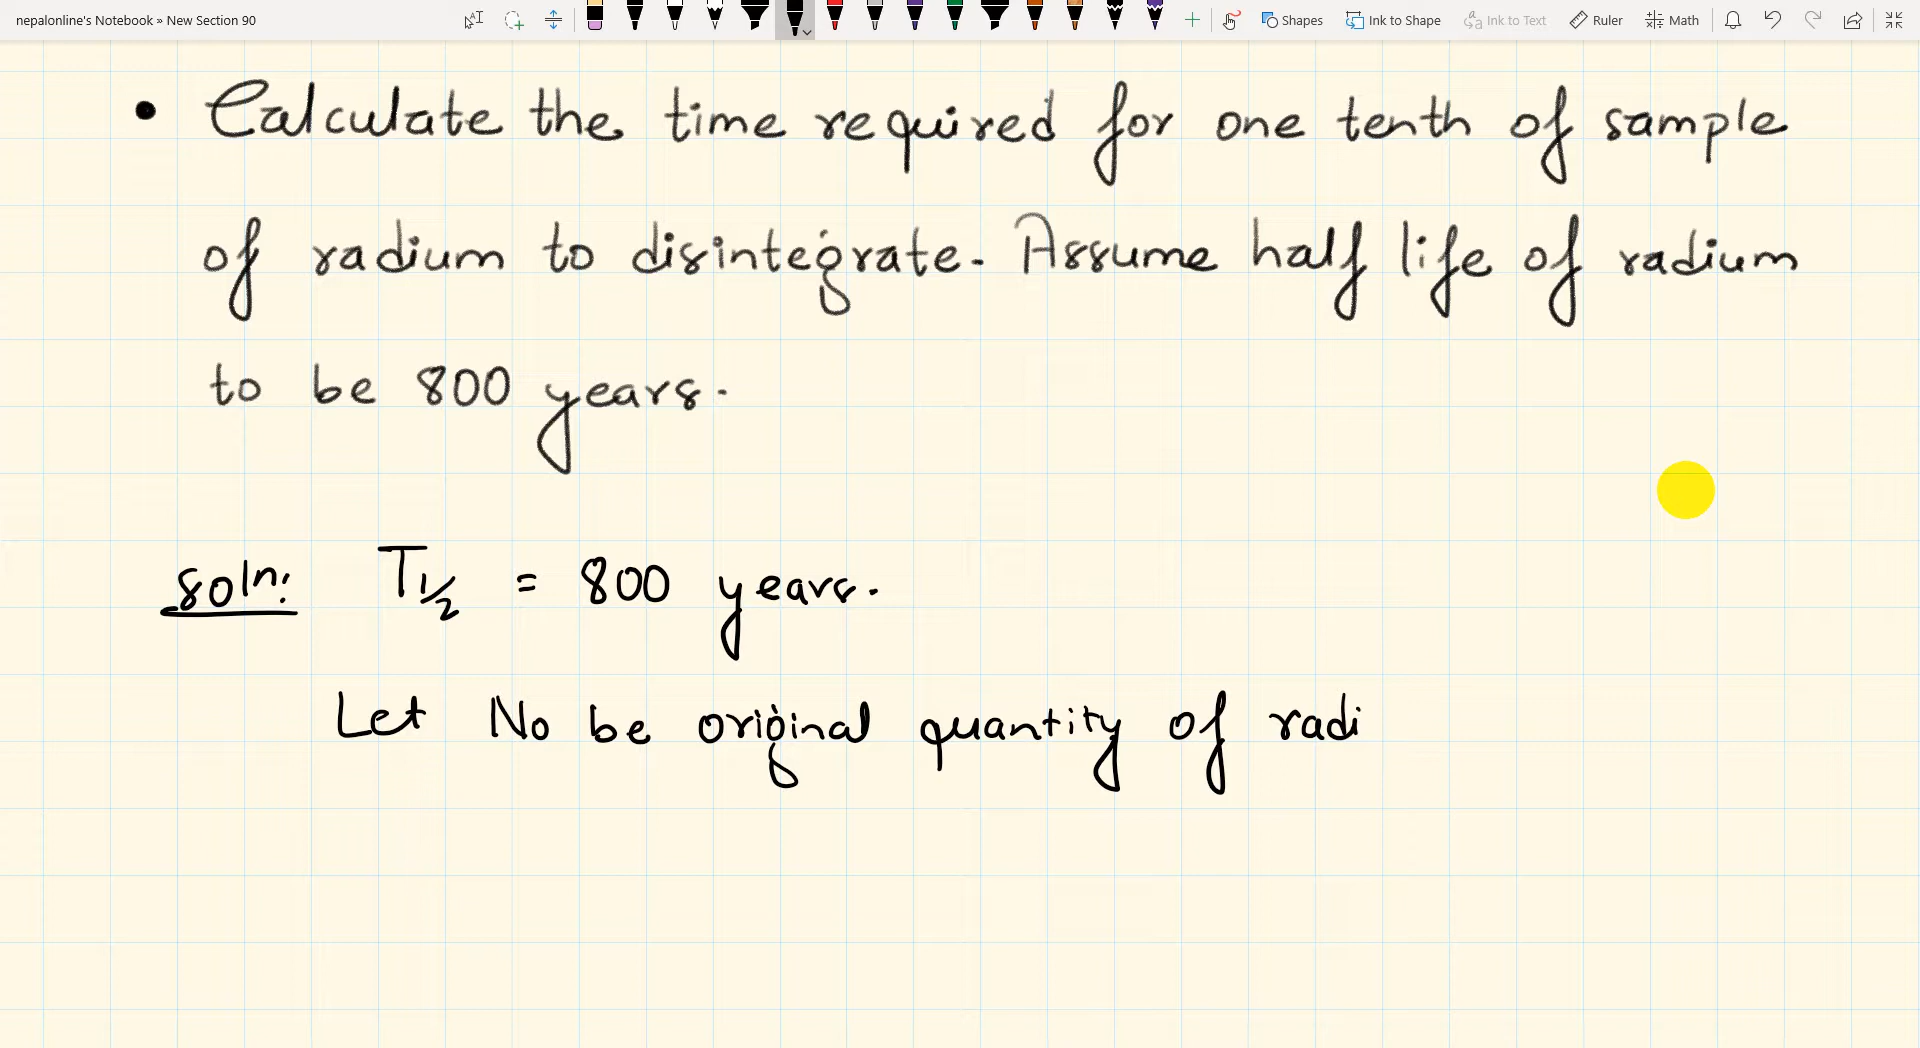 nepalonline's Notebook » New Section 90
Shapes Ink to Shape Ink to Text Ruler Math
• Calculate the time required for one tenth of sample
of radium to disintegrate. Assume half life of radium
to be 800 years.
soln: T1/2 = 800 years.
Let No be original quantity of radi